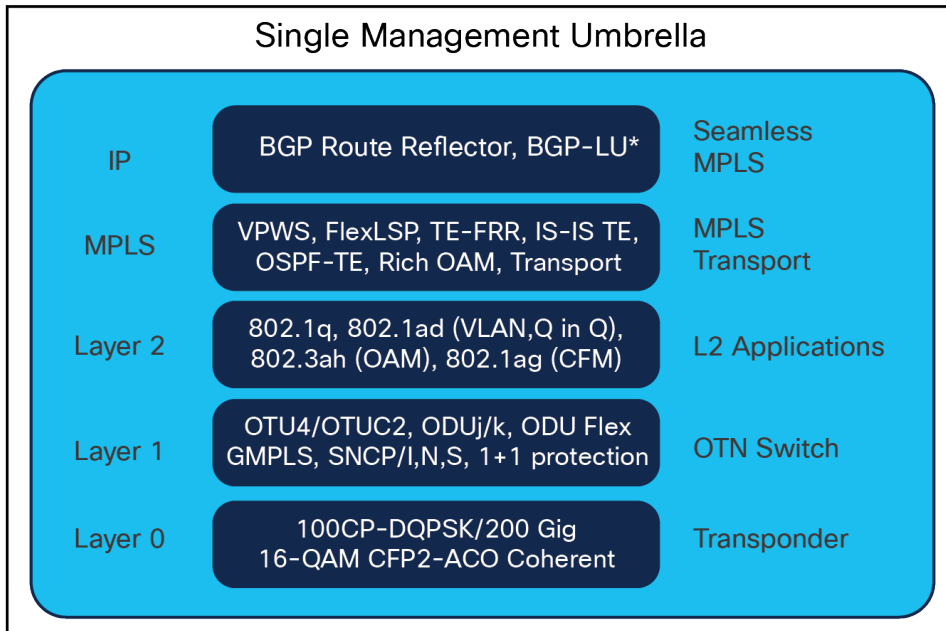 Single Management Umbrella
IP
BGP Route Reflector, BGP-LU*
Seamless
MPLS
MPLS
VPWS, FlexLSP, TE-FRR, IS-IS TE,
OSPF-TE, Rich OAM, Transport
MPLS
Transport
Layer 2
802.1q, 802.1ad (VLAN,Q in Q),
802.3ah (OAM), 802.1ag (CFM)
L2 Applications
Layer 1
OTU4/OTUC2, ODUj/k, ODU Flex
GMPLS, SNCP/I,N,S, 1+1 protection
OTN Switch
Layer 0
100CP-DQPSK/200 Gig
16-QAM CFP2-ACO Coherent
Transponder